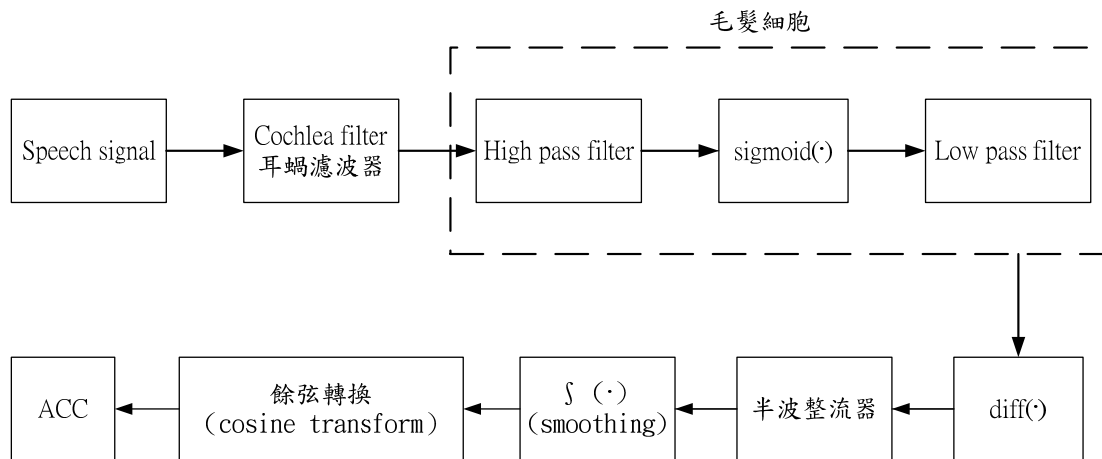 毛髮細胞
Speech signal
Cochlea filter
耳蝸濾波器
High pass filter
sigmoid(·)
Low pass filter
ACC
餘弦轉換
(cosine transform)
∫ (·)
(smoothing)
半波整流器
diff(·)